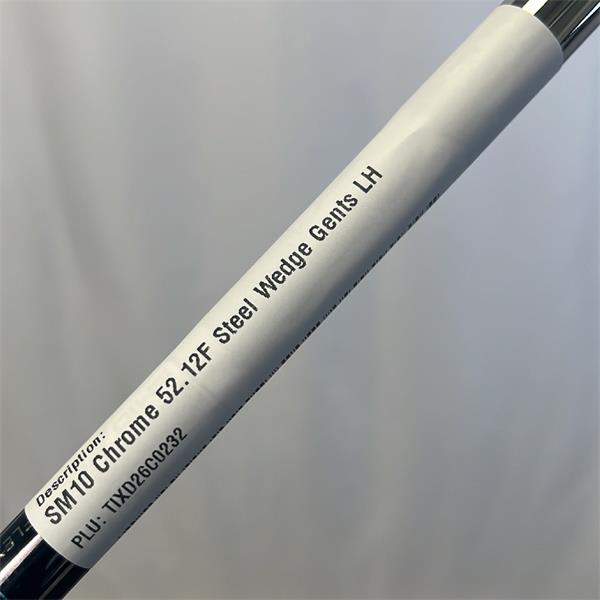 Description:
SM10 Chrome 52.12F Steel Wedge Gents LH
PLU: TIXD26C0232